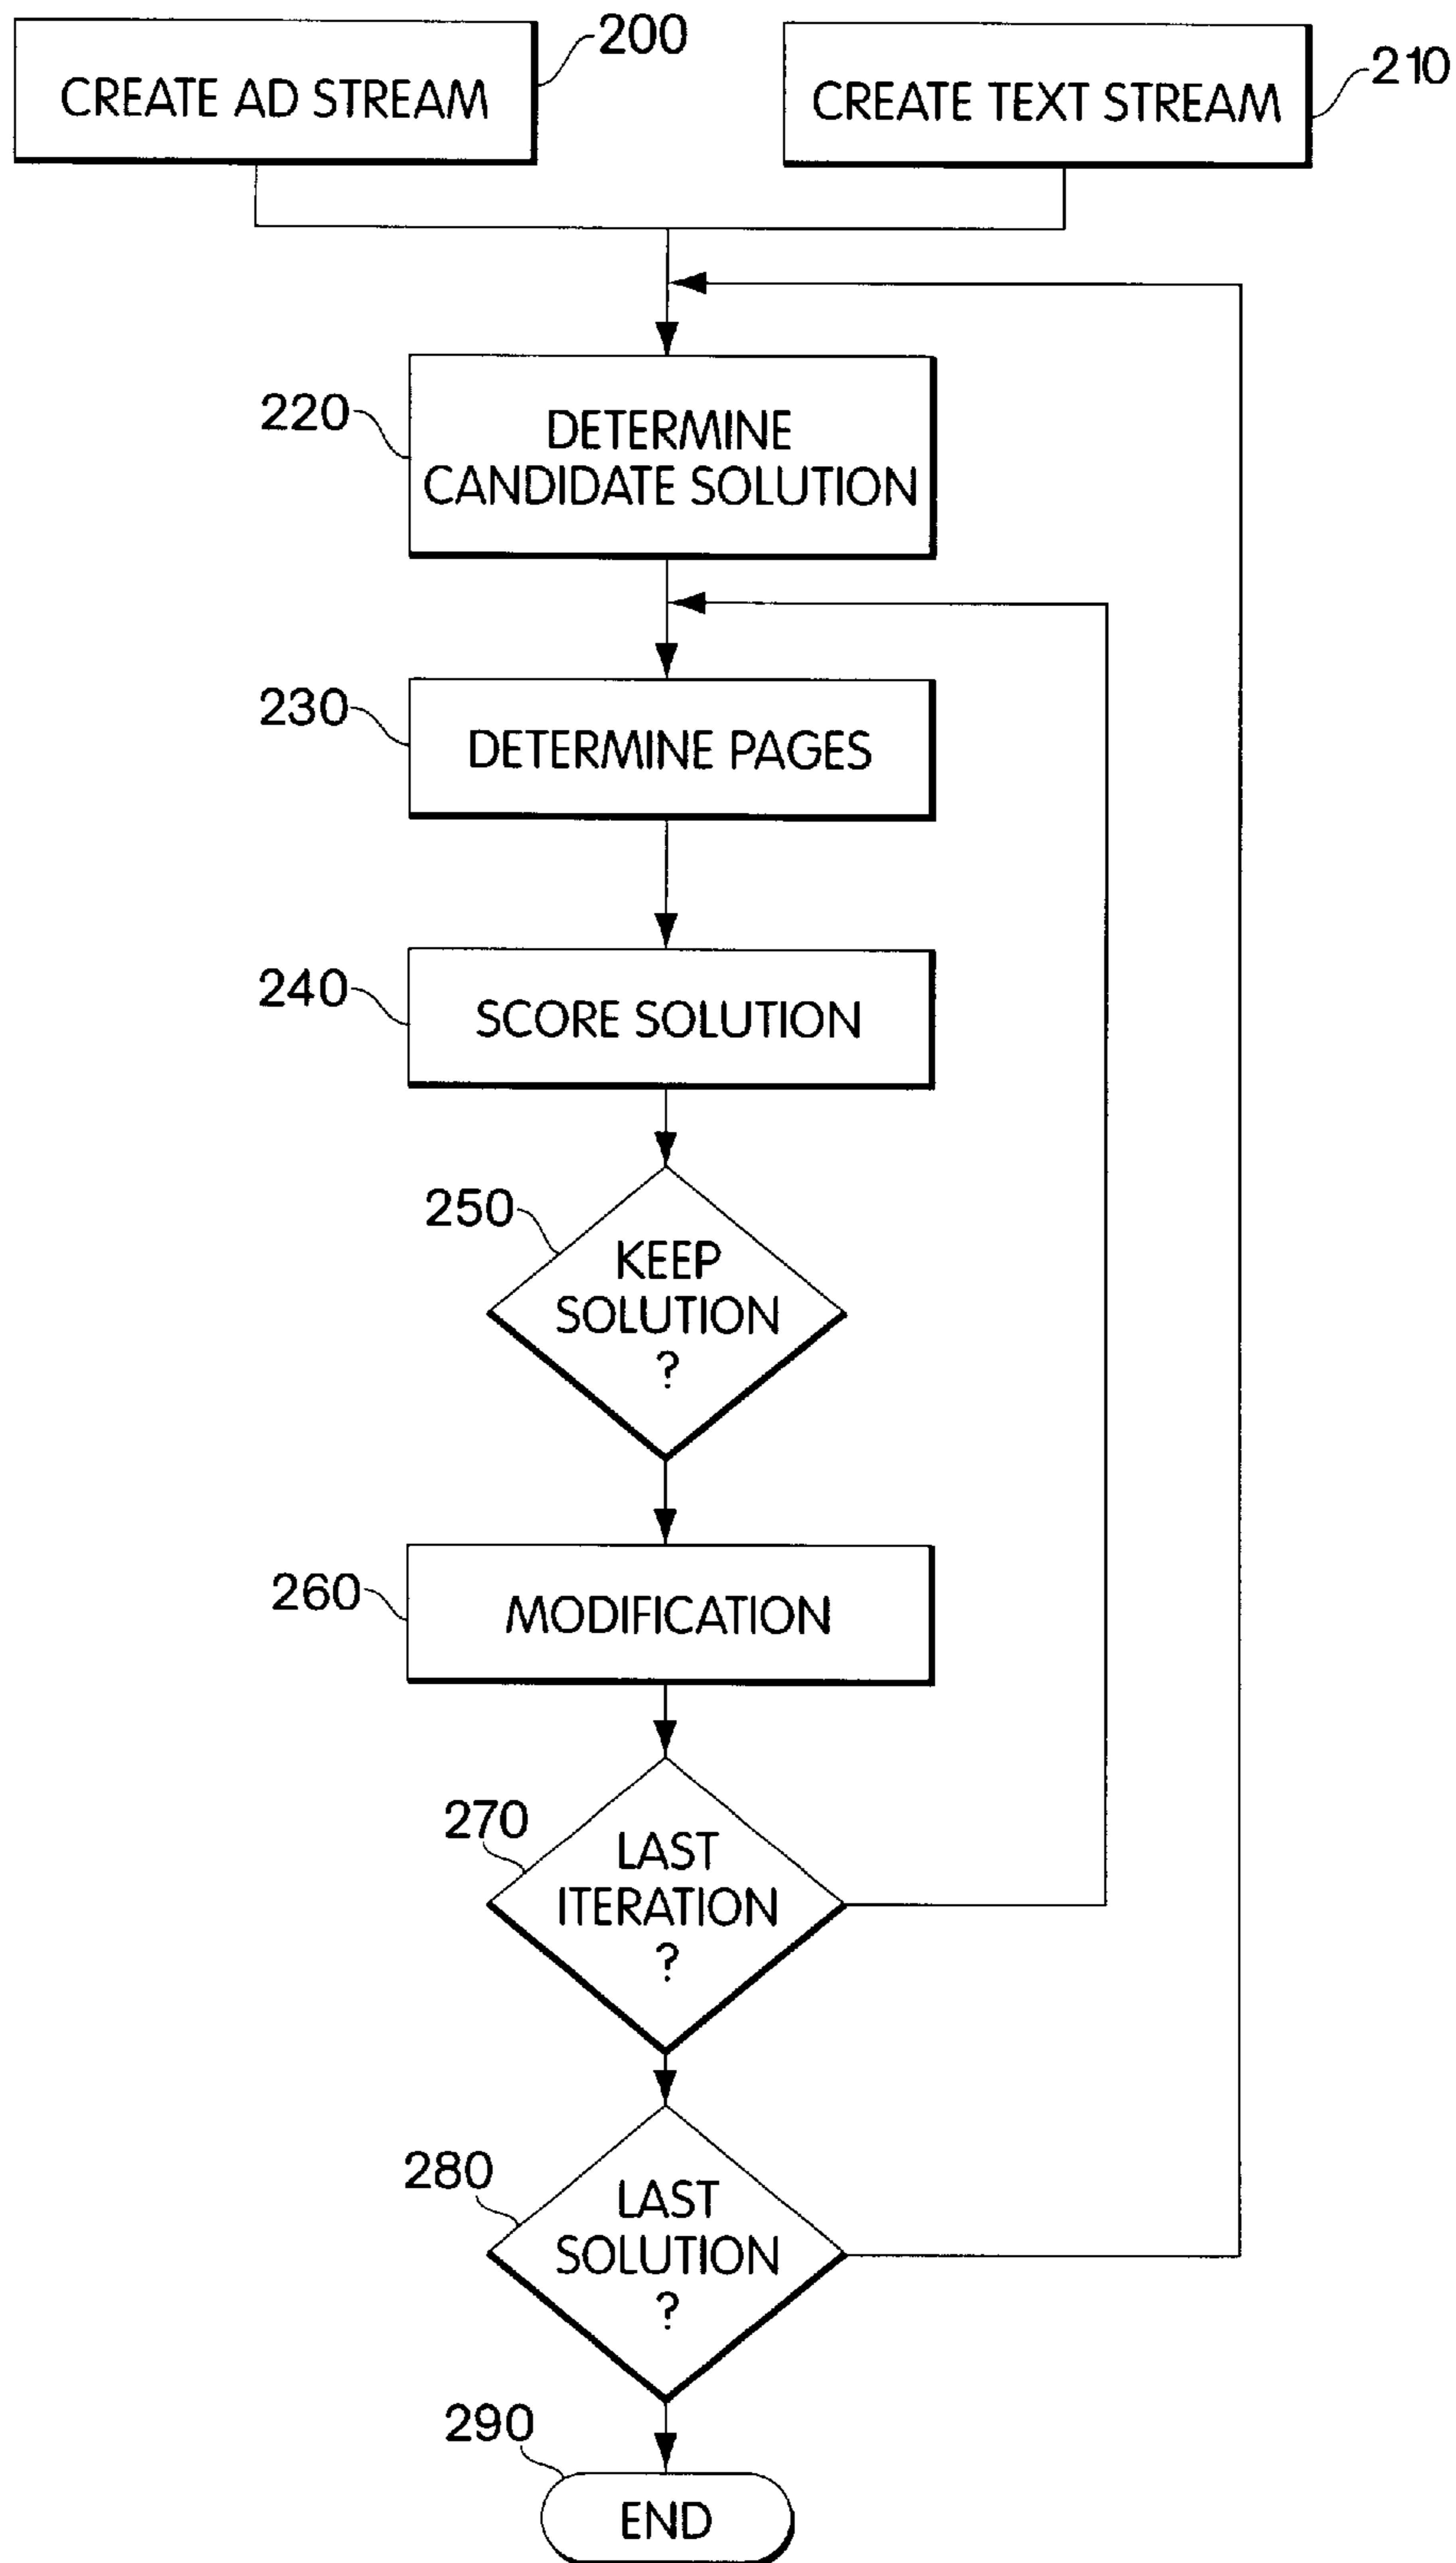 200
CREATE AD STREAM
210
CREATE TEXT STREAM
220
DETERMINE
CANDIDATE SOLUTION
230
DETERMINE PAGES
240
SCORE SOLUTION
250
KEEP
SOLUTION
?
260
MODIFICATION
270
LAST
ITERATION
?
280
LAST
SOLUTION
?
290
END